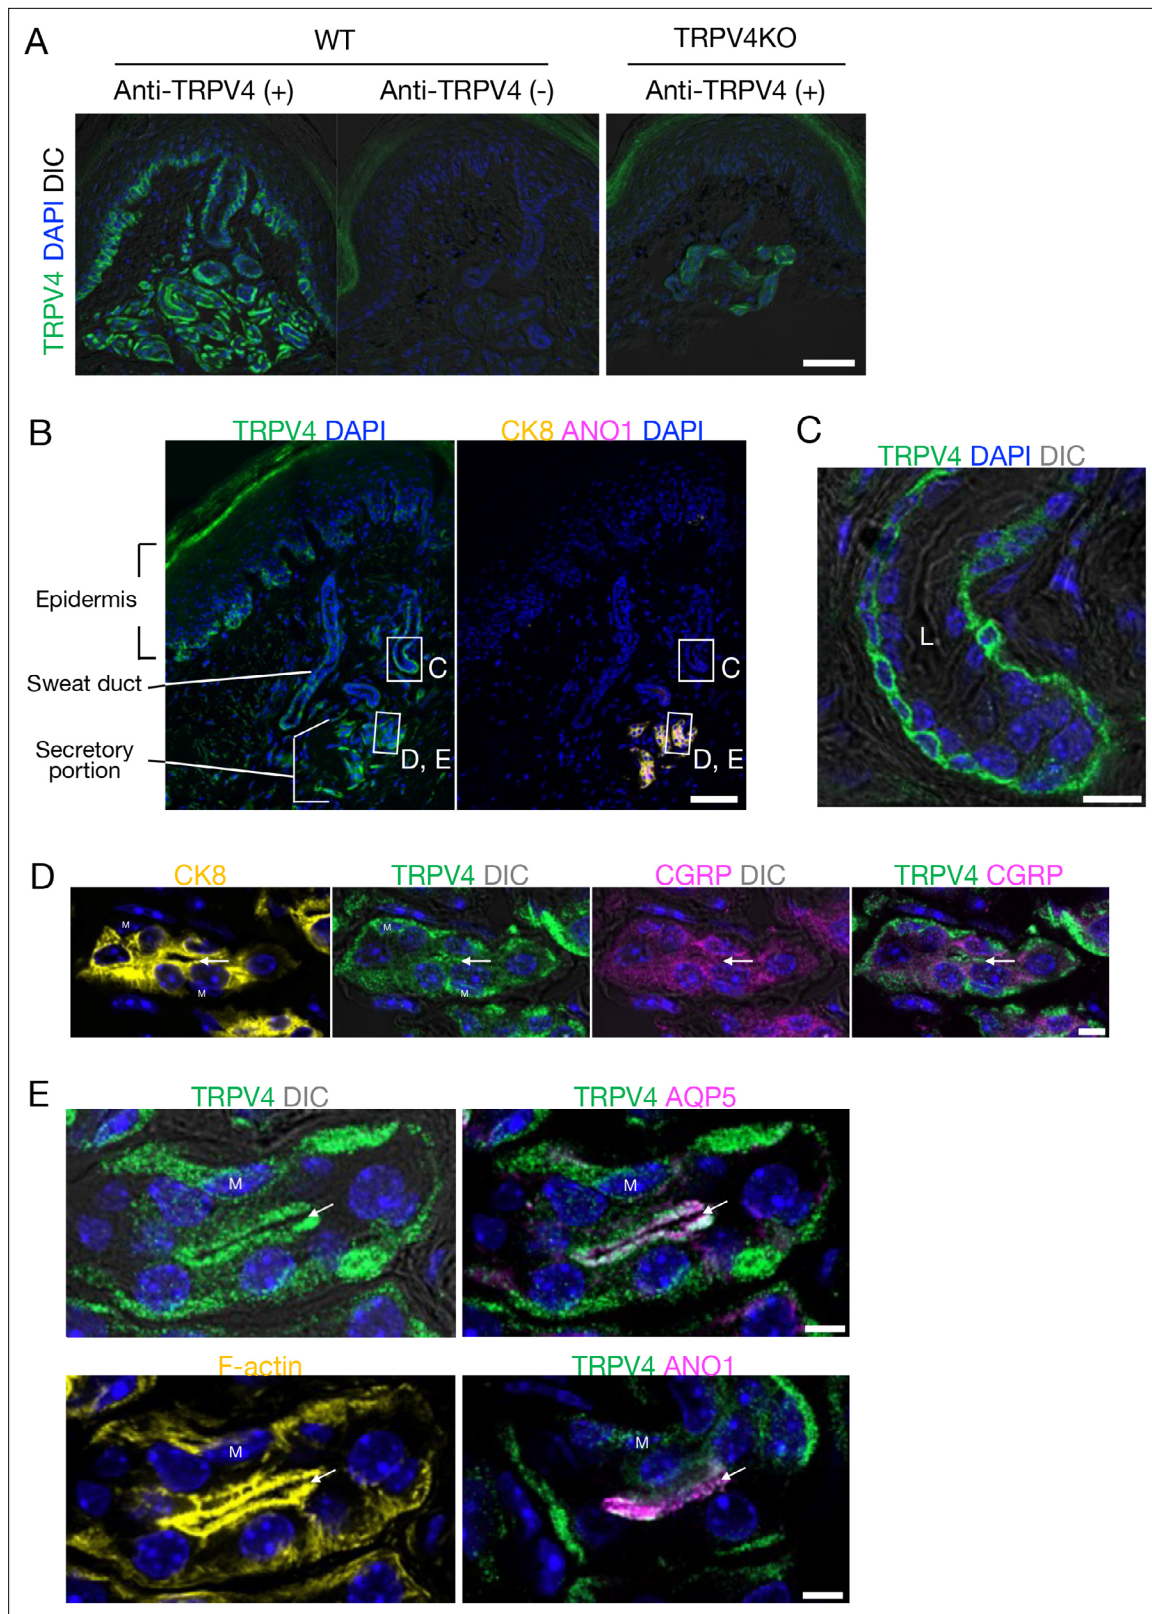 A
WT
TRPV4KO
Anti-TRPV4 (+)
Anti-TRPV4 (-)
Anti-TRPV4 (+)
TRPV4 DAPI DIC
B
TRPV4 DAPI
CK8 ANO1 DAPI
Epidermis
Sweat duct
Secretory
portion
C
D, E
C
D, E
C
TRPV4 DAPI DIC
L
D
CK8
TRPV4 DIC
CGRP DIC
TRPV4 CGRP
M
M
M
M
E
TRPV4 DIC
TRPV4 AQP5
M
M
F-actin
TRPV4 ANO1
M
M